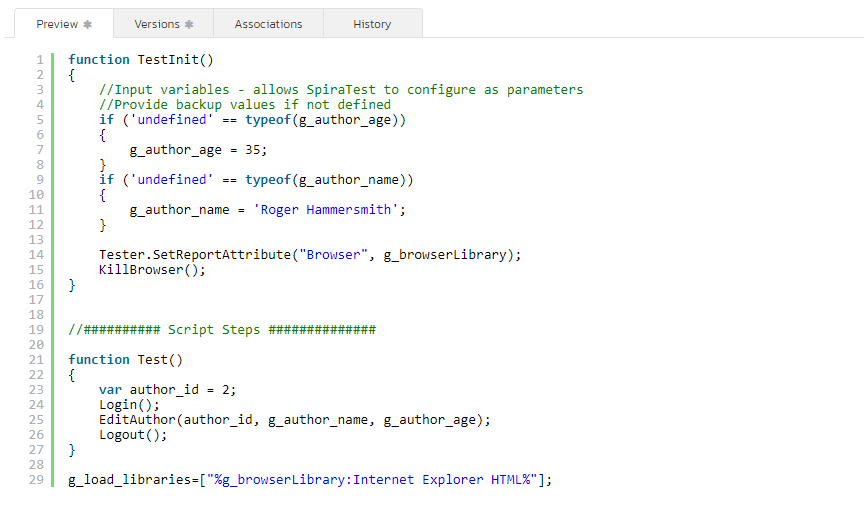 Preview ✱ Versions ✱ Associations History
1 function TestInit()
2 {
3 //Input variables - allows SpiraTest to configure as parameters
4 //Provide backup values if not defined
5 if ('undefined' == typeof(g_author_age))
6 {
7 g_author_age = 35;
8 }
9 if ('undefined' == typeof(g_author_name))
10 {
11 g_author_name = 'Roger Hammersmith';
12 }
13
14 Tester.SetReportAttribute("Browser", g_browserLibrary);
15 KillBrowser();
16 }
17
18
19 //########## Script Steps ##############
20
21 function Test()
22 {
23 var author_id = 2;
24 Login();
25 EditAuthor(author_id, g_author_name, g_author_age);
26 Logout();
27 }
28
29 g_load_libraries=["%g_browserLibrary:Internet Explorer HTML%"];